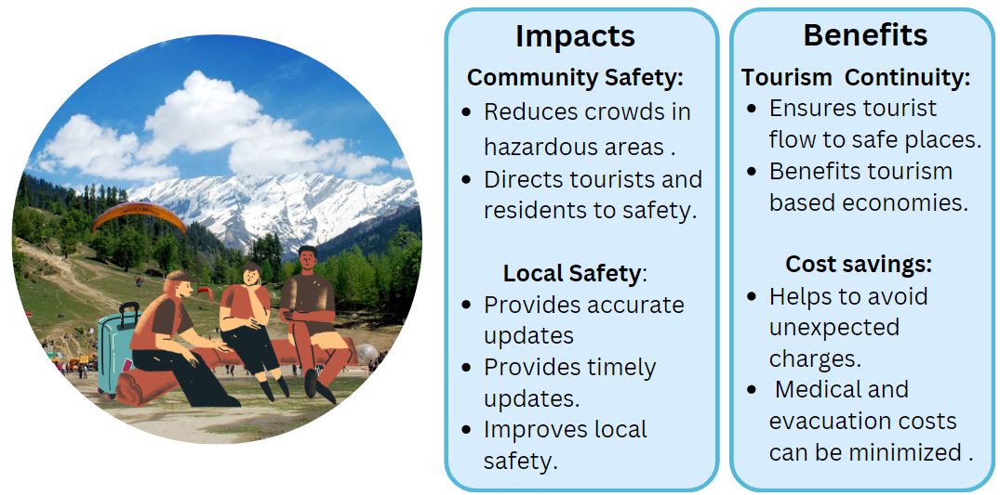 Impacts
Community Safety:
• Reduces crowds in
hazardous areas .
• Directs tourists and
residents to safety.
Local Safety:
• Provides accurate
updates
• Provides timely
updates.
• Improves local
safety.
Benefits
Tourism  Continuity:
• Ensures tourist
flow to safe places.
• Benefits tourism
based economies.
Cost savings:
• Helps to avoid
unexpected
charges.
• Medical and
evacuation costs
can be minimized .